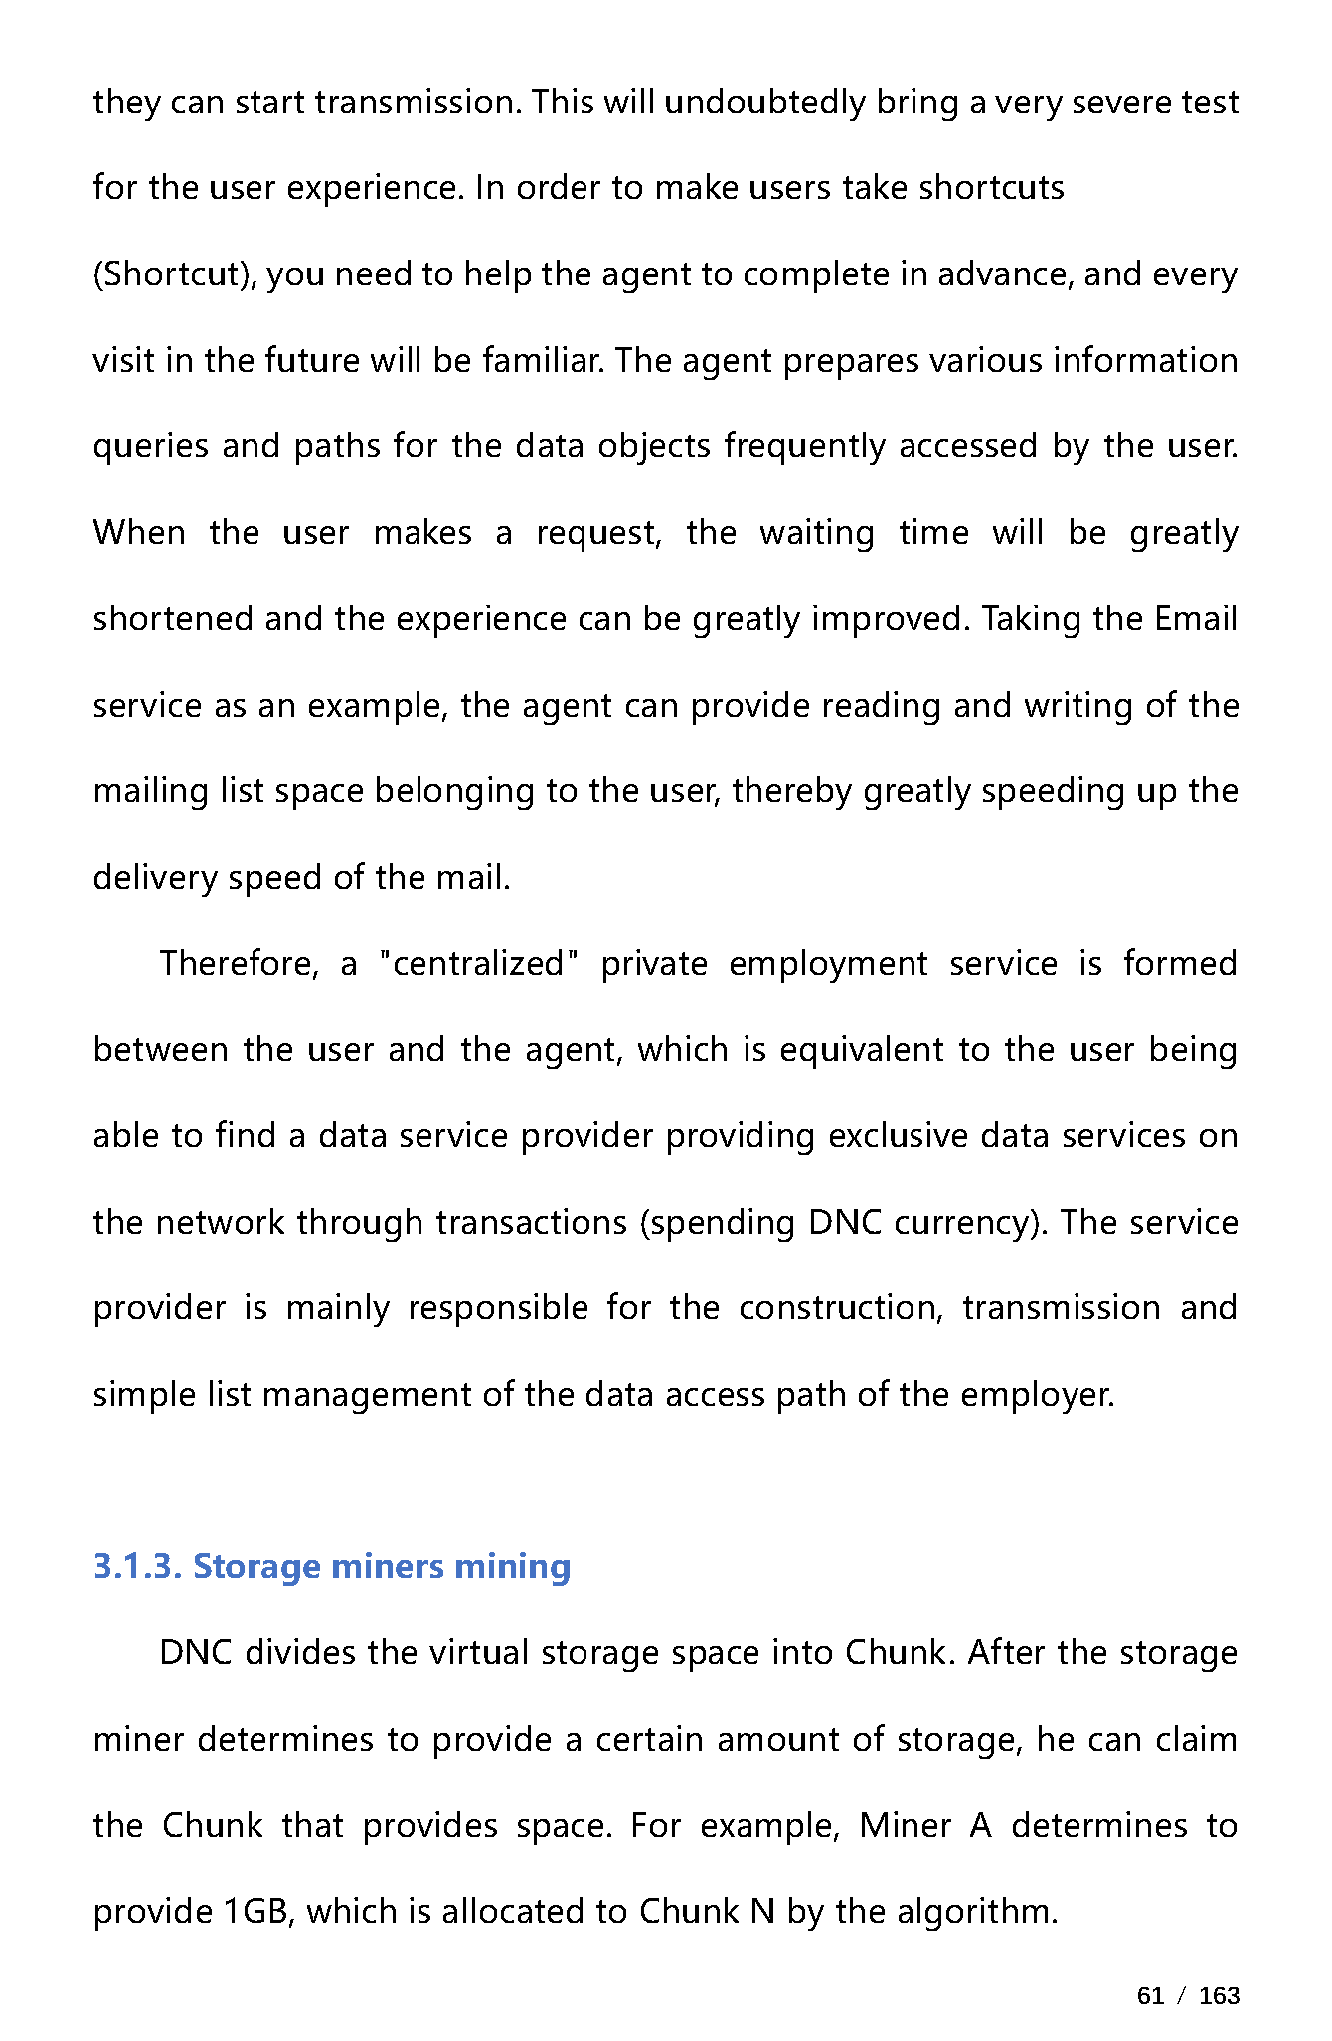 they can start transmission. This will undoubtedly bring a very severe test
for the user experience. In order to make users take shortcuts
(Shortcut), you need to help the agent to complete in advance, and every
visit in the future will be familiar. The agent prepares various information
queries and paths for the data objects frequently accessed by the user.
When the user makes a request, the waiting time will be greatly
shortened and the experience can be greatly improved. Taking the Email
service as an example, the agent can provide reading and writing of the
mailing list space belonging to the user, thereby greatly speeding up the
delivery speed of the mail.
Therefore, a "centralized" private employment service is formed
between the user and the agent, which is equivalent to the user being
able to find a data service provider providing exclusive data services on
the network through transactions (spending DNC currency). The service
provider is mainly responsible for the construction, transmission and
simple list management of the data access path of the employer.
3.1.3. Storage miners mining
DNC divides the virtual storage space into Chunk. After the storage
miner determines to provide a certain amount of storage, he can claim
the Chunk that provides space. For example, Miner A determines to
provide 1GB, which is allocated to Chunk N by the algorithm.
61 / 163